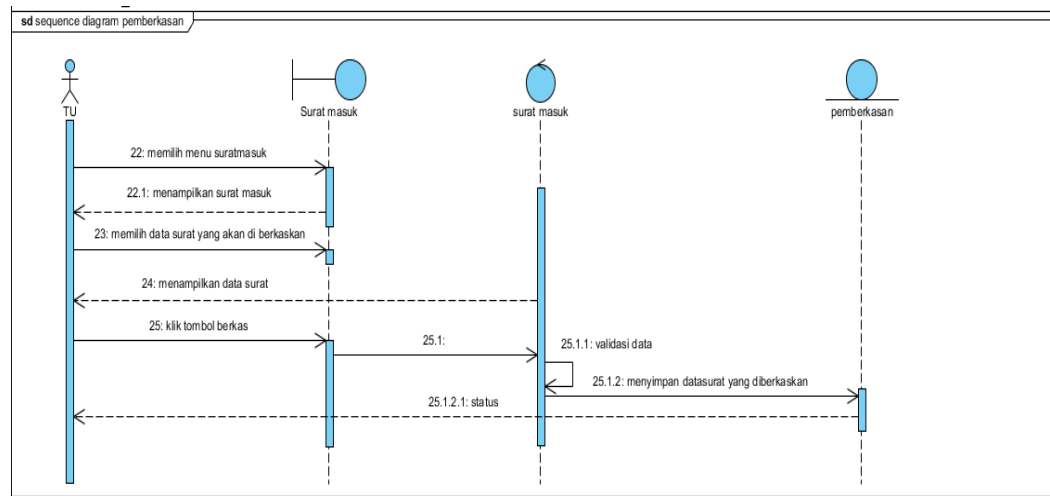 sd sequence diagram pemberkasan
TU
Surat masuk
surat masuk
pemberkasan
22: memilih menu suratmasuk
22.1: menampilkan surat masuk
23: memilih data surat yang akan di berkaskan
24: menampilkan data surat
25: klik tombol berkas
25.1:
25.1.1: validasi data
25.1.2: menyimpan datasurat yang diberkaskan
25.1.2.1: status